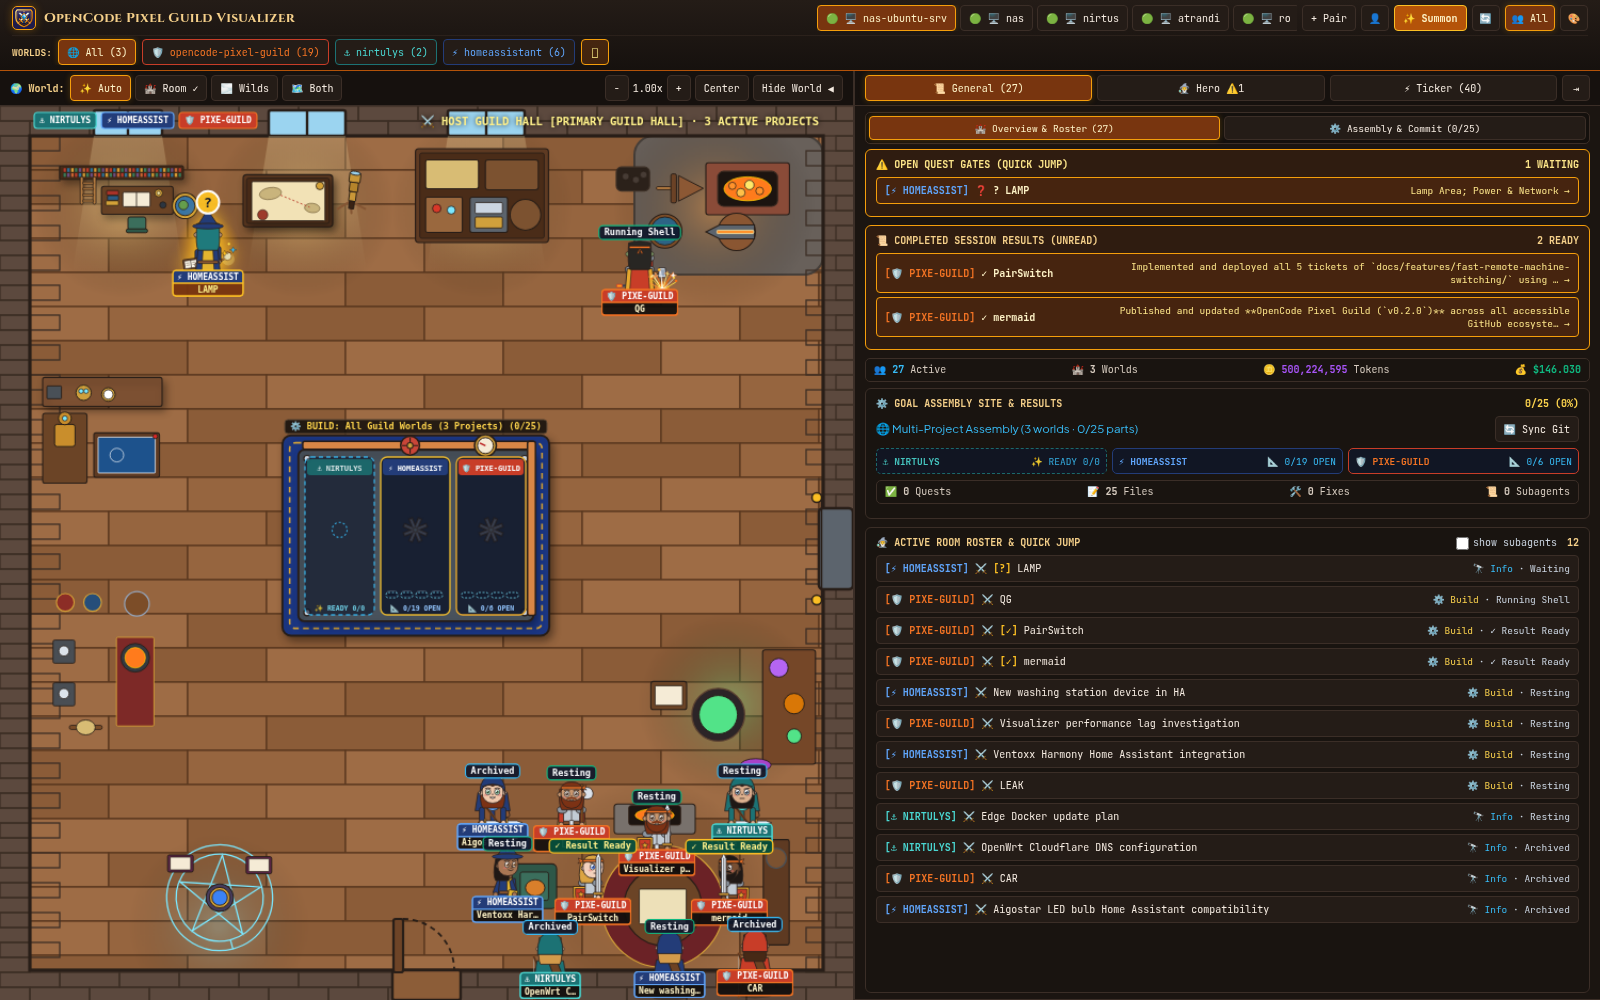 OpenCode Pixel Guild Visualizer
nas-ubuntu-srv
nas
nirtus
atrandi
ro
+ Pair
Summon
All
WORLDS:
All (3)
opencode-pixel-guild (19)
nirtulys (2)
homeassistant (6)
World:
Auto
Room ✓
Wilds
Both
-
1.00x
+
Center
Hide World ◀
General (27)
Hero ⚠️1
Ticker (40)
NIRTULYS
HOMEASSIST
PIXE-GUILD
HOST GUILD HALL [PRIMARY GUILD HALL] · 3 ACTIVE PROJECTS
?
HOMEASSIST
LAMP
Running Shell
PIXE-GUILD
QG
BUILD: All Guild Worlds (3 Projects) (0/25)
NIRTULYS
HOMEASSIST
PIXE-GUILD
READY 0/0
0/19 OPEN
0/6 OPEN
Archived
Resting
Resting
Resting
HOMEASSIST
PIXE-GUILD
NIRTULYS
Resting
✓ Result Ready
✓ Result Ready
PIXE-GUILD
Visualizer p…
HOMEASSIST
Ventoxx Har…
PIXE-GUILD
PairSwitch
PIXE-GUILD
mermaid
Archived
Resting
Archived
NIRTULYS
OpenWrt C…
HOMEASSIST
New washing…
PIXE-GUILD
CAR
Overview & Roster (27)
Assembly & Commit (0/25)
OPEN QUEST GATES (QUICK JUMP)
1 WAITING
[⚡ HOMEASSIST] ❓ ? LAMP
Lamp Area; Power & Network →
COMPLETED SESSION RESULTS (UNREAD)
2 READY
[🛡️ PIXE-GUILD] ✓ PairSwitch
Implemented and deployed all 5 tickets of `docs/features/fast-remote-machine-
switching/` using … →
[🛡️ PIXE-GUILD] ✓ mermaid
Published and updated **OpenCode Pixel Guild (`v0.2.0`)** across all accessible
GitHub ecosyste… →
27 Active
3 Worlds
500,224,595 Tokens
$146.030
GOAL ASSEMBLY SITE & RESULTS
0/25 (0%)
Multi-Project Assembly (3 worlds · 0/25 parts)
Sync Git
NIRTULYS
READY 0/0
HOMEASSIST
0/19 OPEN
PIXE-GUILD
0/6 OPEN
0 Quests
25 Files
0 Fixes
0 Subagents
ACTIVE ROOM ROSTER & QUICK JUMP
show subagents 12
[⚡ HOMEASSIST] ⚔️ [?] LAMP
Info · Waiting
[🛡️ PIXE-GUILD] ⚔️ QG
Build · Running Shell
[🛡️ PIXE-GUILD] ⚔️ [✓] PairSwitch
Build · ✓ Result Ready
[🛡️ PIXE-GUILD] ⚔️ [✓] mermaid
Build · ✓ Result Ready
[⚡ HOMEASSIST] ⚔️ New washing station device in HA
Build · Resting
[🛡️ PIXE-GUILD] ⚔️ Visualizer performance lag investigation
Build · Resting
[⚡ HOMEASSIST] ⚔️ Ventoxx Harmony Home Assistant integration
Build · Resting
[🛡️ PIXE-GUILD] ⚔️ LEAK
Build · Resting
[⚓ NIRTULYS] ⚔️ Edge Docker update plan
Info · Resting
[⚓ NIRTULYS] ⚔️ OpenWrt Cloudflare DNS configuration
Info · Archived
[🛡️ PIXE-GUILD] ⚔️ CAR
Info · Archived
[⚡ HOMEASSIST] ⚔️ Aigostar LED bulb Home Assistant compatibility
Info · Archived